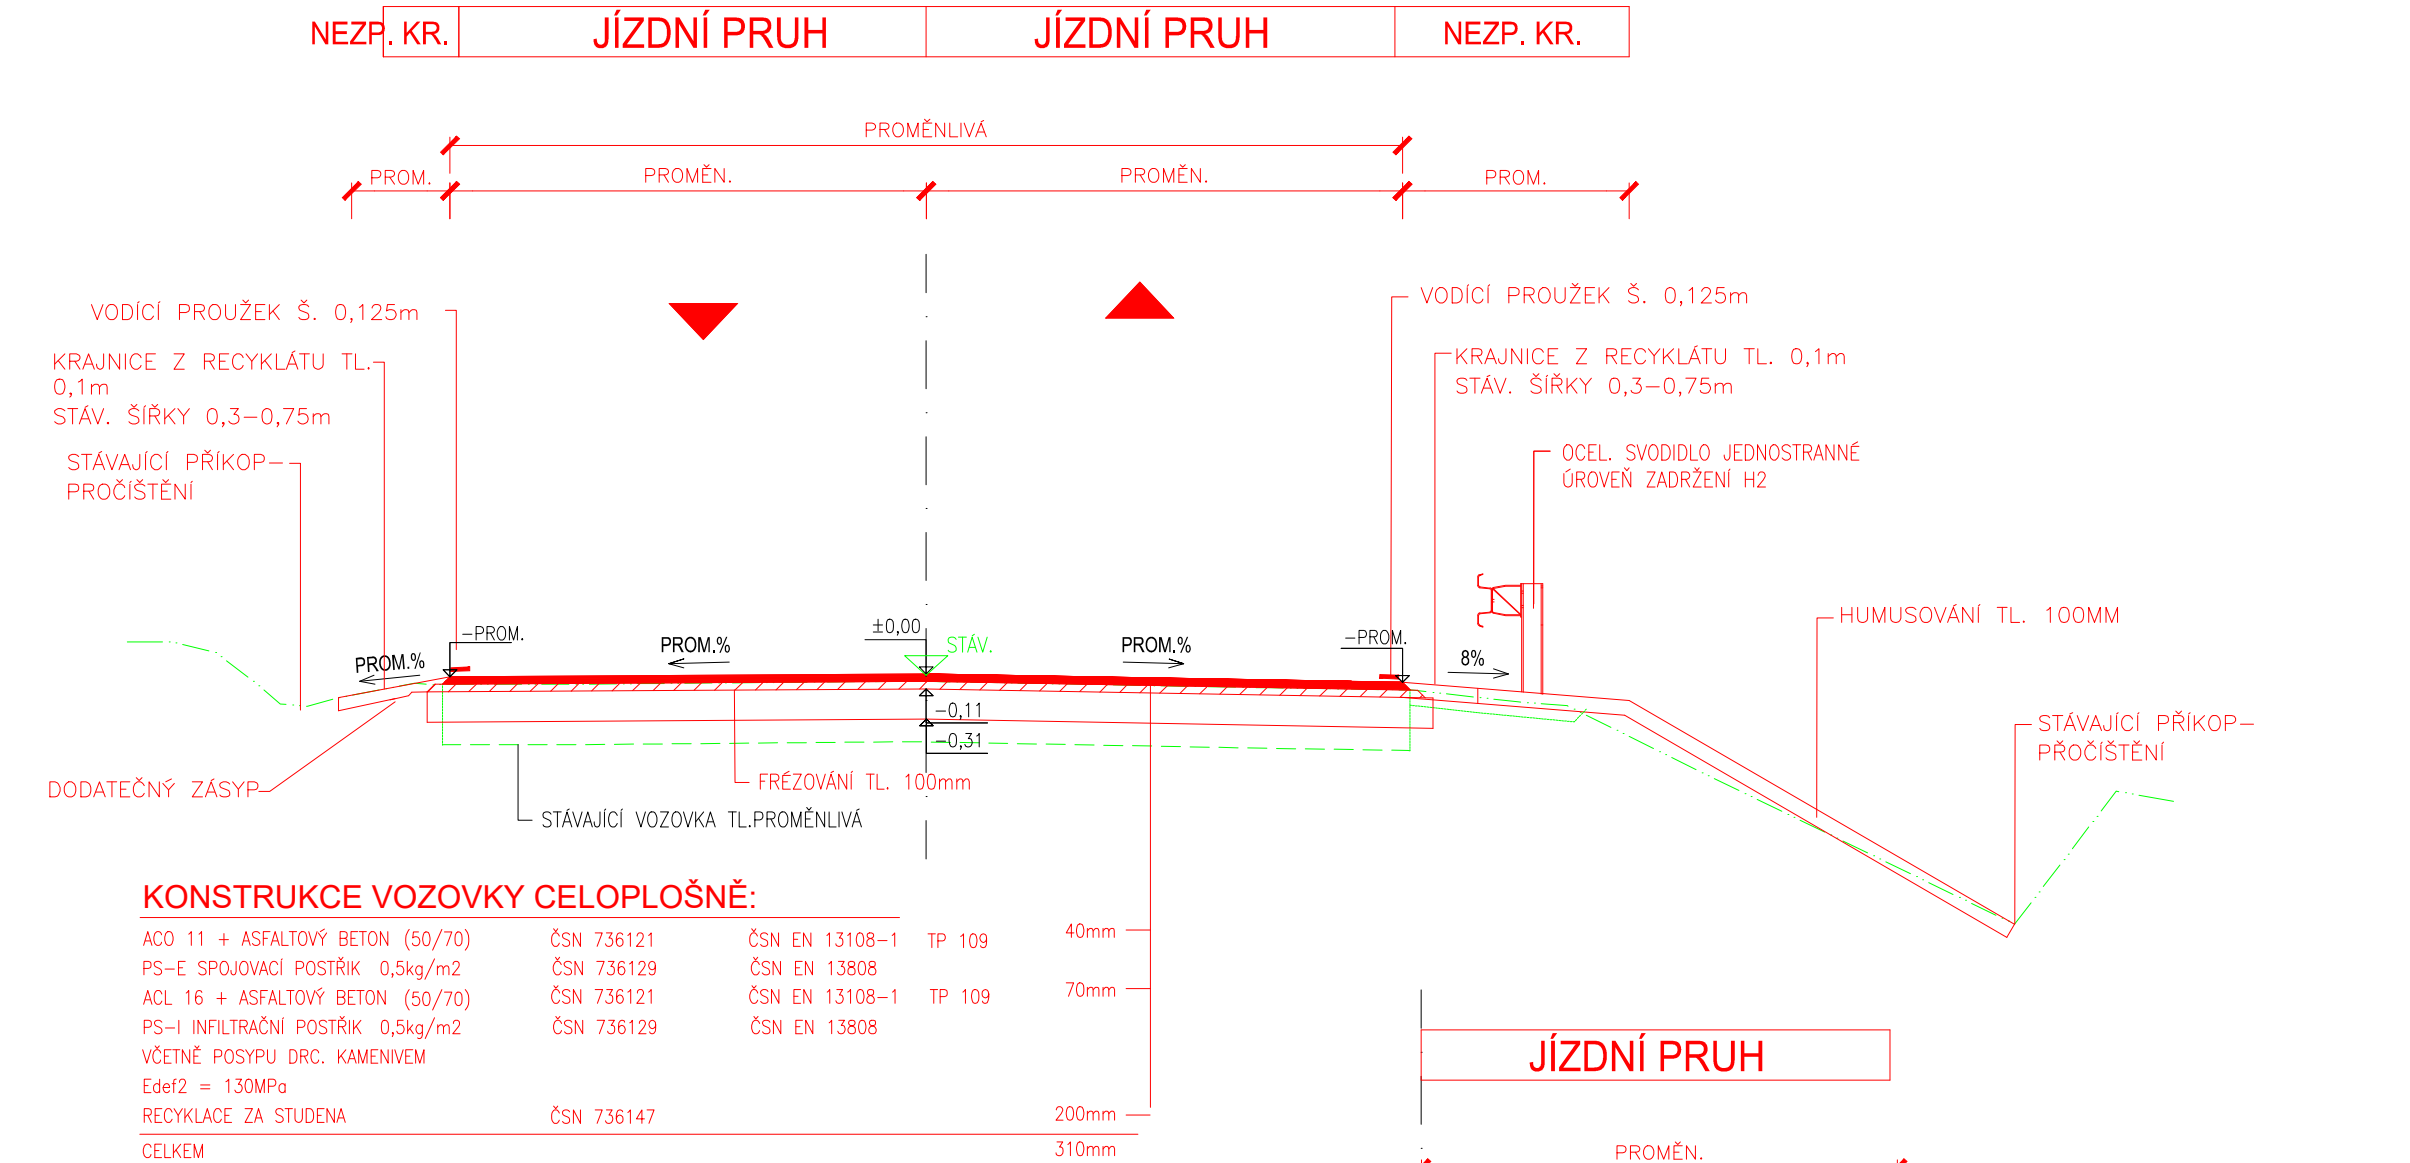 NEZP. KR.
JÍZDNÍ PRUH
JÍZDNÍ PRUH
NEZP. KR.
PROMĚNLIVÁ
PROM.
PROMĚN.
PROMĚN.
PROM.
VODÍCÍ PROUŽEK Š. 0,125m
KRAJNICE Z RECYKLÁTU TL.
0,1m
STÁV. ŠÍŘKY 0,3-0,75m
STÁVAJÍCÍ PŘÍKOP-
PROČÍŠTĚNÍ
VODÍCÍ PROUŽEK Š. 0,125m
KRAJNICE Z RECYKLÁTU TL. 0,1m
STÁV. ŠÍŘKY 0,3-0,75m
OCEL. SVODIDLO JEDNOSTRANNÉ
ÚROVEŇ ZADRŽENÍ H2
HUMUSOVÁNÍ TL. 100MM
PROM.%
-PROM.
PROM.%
±0,00
STÁV.
PROM.%
-PROM.
8%
-0,11
-0,31
STÁVAJÍCÍ PŘÍKOP-
PŘOČÍŠTĚNÍ
DODATEČNÝ ZÁSYP
FRÉZOVÁNÍ TL. 100mm
STÁVAJÍCÍ VOZOVKA TL.PROMĚNLIVÁ
KONSTRUKCE VOZOVKY CELOPLOŠNĚ:
ACO 11 + ASFALTOVÝ BETON (50/70) ČSN 736121 ČSN EN 13108-1 TP 109 40mm
PS-E SPOJOVACÍ POSTŘIK 0,5kg/m2 ČSN 736129 ČSN EN 13808
ACL 16 + ASFALTOVÝ BETON (50/70) ČSN 736121 ČSN EN 13108-1 TP 109 70mm
PS-I INFILTRAČNÍ POSTŘIK 0,5kg/m2 ČSN 736129 ČSN EN 13808
VČETNĚ POSYPU DRC. KAMENIVEM
Edef2 = 130MPa
RECYKLACE ZA STUDENA ČSN 736147 200mm
CELKEM 310mm
JÍZDNÍ PRUH
PROMĚN.